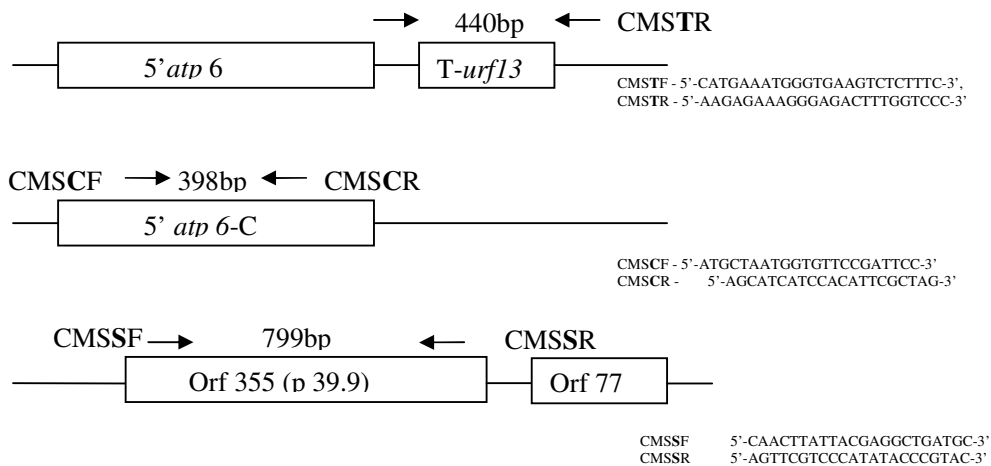 440bp CMSTR
5'atp 6 T-urf13
CMSTF - 5'-CATGAAATGGGTGAAGTCTCTTTC-3',
CMSTR - 5'-AAGAGAAAGGGAGACTTTGGTCCC-3'
CMSCF 398bp CMSCR
5' atp 6-C
CMSCF - 5'-ATGCTAATGGTGTTCCGATTCC-3'
CMSCR - 5'-AGCATCATCCACATTCGCTAG-3'
CMSSF 799bp CMSSR
Orf 355 (p 39.9) Orf 77
CMSSF 5'-CAACTTATTACGAGGCTGATGC-3'
CMSSR 5'-AGTTCGTCCCATATACCCGTAC-3'